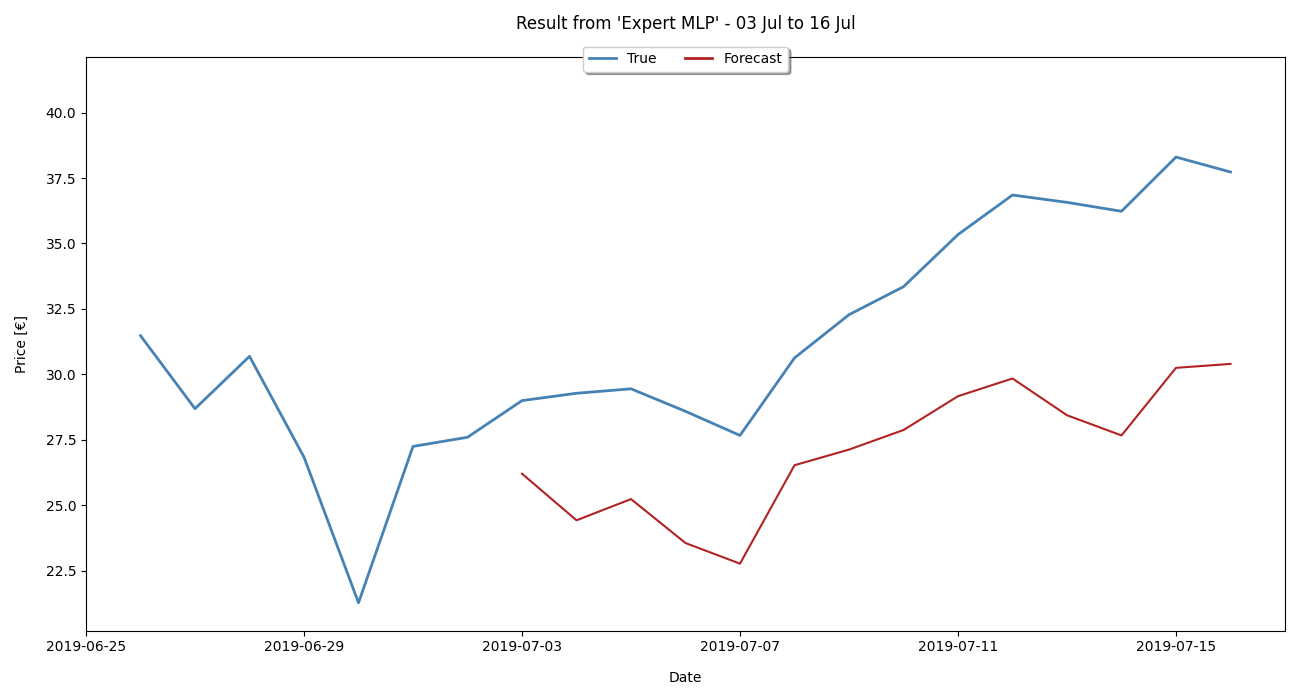 Result from 'Expert MLP' - 03 Jul to 16 Jul
True Forecast
40.0
37.5
35.0
32.5
30.0
27.5
25.0
22.5
Price [€]
2019-06-25 2019-06-29 2019-07-03 2019-07-07 2019-07-11 2019-07-15
Date